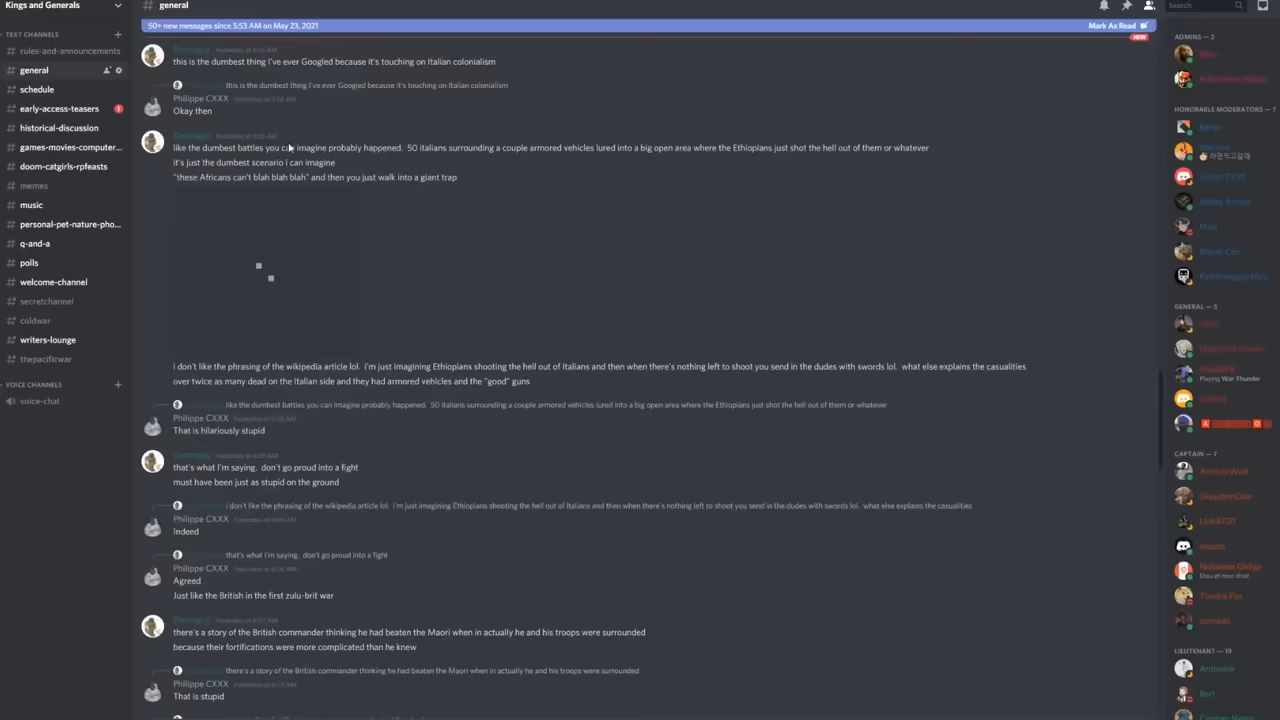 Kings and Generals
# general
Search
50+ new messages since 5:53 AM on May 23, 2021
Mark As Read
NEW
TEXT CHANNELS
# rules-and-announcements
# general
# schedule
# early-access-teasers
1
# historical-discussion
# games-movies-computer...
# doom-catgirls-rpfeasts
# memes
# music
# personal-pet-nature-pho...
# q-and-a
# polls
# welcome-channel
# secretchannel
# coldwar
# writers-lounge
# thepacificwar
VOICE CHANNELS
voice-chat
this is the dumbest thing I've ever Googled because it's touching on Italian colonialism
this is the dumbest thing I've ever Googled because it's touching on Italian colonialism
Philippe CXXX
Okay then
like the dumbest battles you can imagine probably happened. 50 italians surrounding a couple armored vehicles lured into a big open area where the Ethiopians just shot the hell out of them or whatever
it's just the dumbest scenario i can imagine
"these Africans can't blah blah blah" and then you just walk into a giant trap
i don't like the phrasing of the wikipedia article lol. i'm just imagining Ethiopians shooting the hell out of Italians and then when there's nothing left to shoot you send in the dudes with swords lol. what else explains the casualities
over twice as many dead on the Italian side and they had armored vehicles and the "good" guns
like the dumbest battles you can imagine probably happened. 50 italians surrounding a couple armored vehicles lured into a big open area where the Ethiopians just shot the hell out of them or whatever
Philippe CXXX
That is hilariously stupid
that's what I'm saying. don't go proud into a fight
must have been just as stupid on the ground
i don't like the phrasing of the wikipedia article lol. i'm just imagining Ethiopians shooting the hell out of Italians and then when there's nothing left to shoot you send in the dudes with swords lol. what else explains the casualities
Philippe CXXX
Indeed
that's what I'm saying. don't go proud into a fight
Philippe CXXX
Agreed
Just like the British in the first zulu-brit war
there's a story of the British commander thinking he had beaten the Maori when in actually he and his troops were surrounded
because their fortifications were more complicated than he knew
there's a story of the British commander thinking he had beaten the Maori when in actually he and his troops were surrounded
Philippe CXXX
That is stupid
ADMINS — 2
HONORABLE MODERATORS — 7
GENERAL — 5
Playing War Thunder
CAPTAIN — 7
GrayJohnDoe
Noblesse Oblige
Dieu et mon droit
Tundra Fox
LIEUTENANT — 19
Antonios
Berf